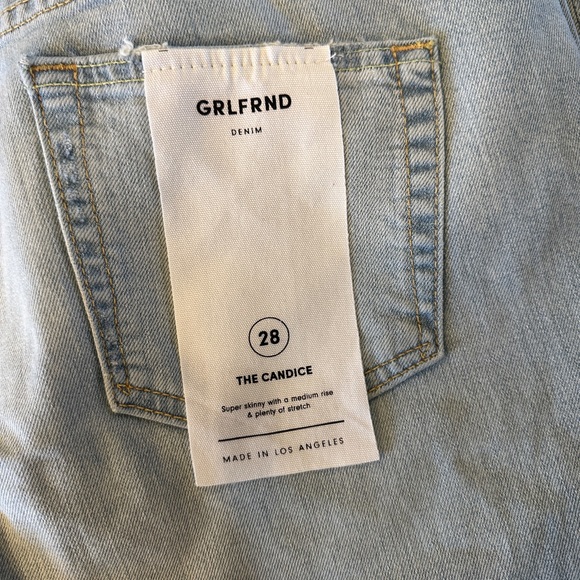 GRLFRND
DENIM
28
THE CANDICE
Super skinny with a medium rise
& plenty of stretch
MADE IN LOS ANGELES